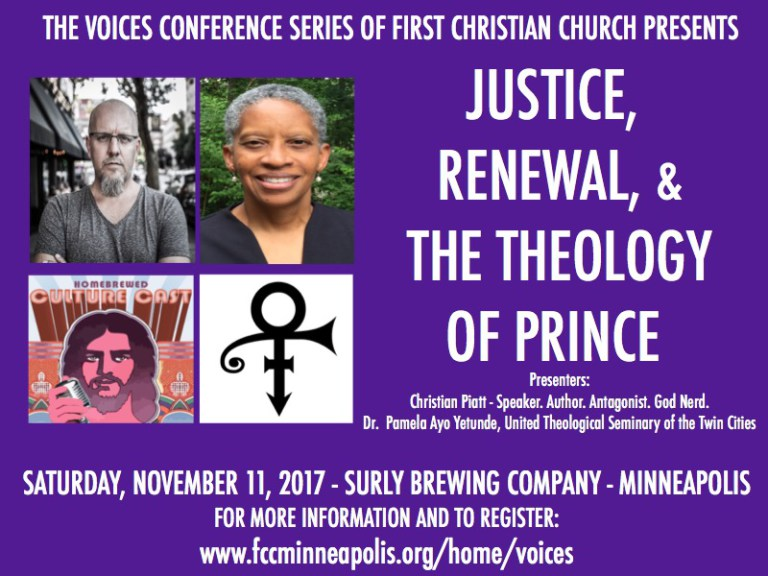 THE VOICES CONFERENCE SERIES OF FIRST CHRISTIAN CHURCH PRESENTS
JUSTICE,
RENEWAL, &
THE THEOLOGY
OF PRINCE
HOMEBREWED
CULTURE CAST
Presenters:
Christian Piatt - Speaker. Author. Antagonist. God Nerd.
Dr. Pamela Ayo Yetunde, United Theological Seminary of the Twin Cities
SATURDAY, NOVEMBER 11, 2017 - SURLY BREWING COMPANY - MINNEAPOLIS
FOR MORE INFORMATION AND TO REGISTER:
www.fccminneapolis.org/home/voices